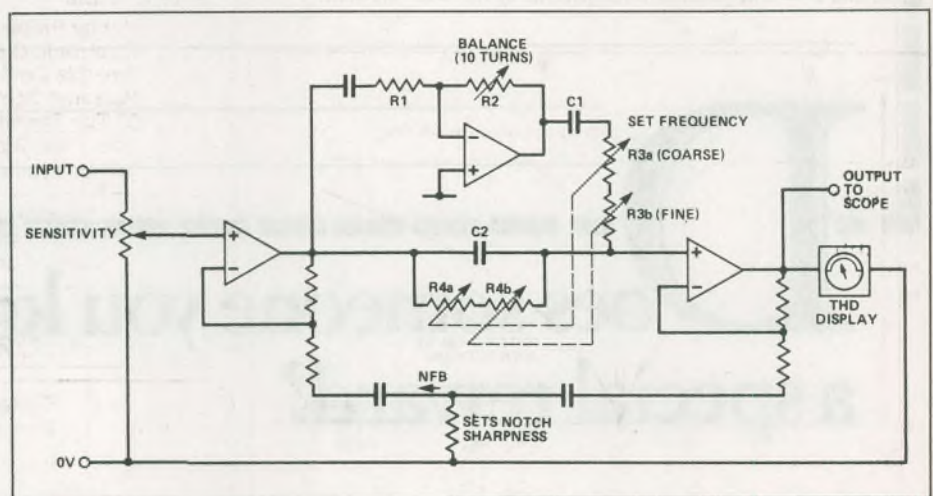 BALANCE
(10 TURNS)
R1
R2
C1
SET FREQUENCY
R3a (COARSE)
INPUT
R3b (FINE)
OUTPUT
TO
SCOPE
SENSITIVITY
C2
R4a
R4b
THD
DISPLAY
NFB
SETS NOTCH
SHARPNESS
0V